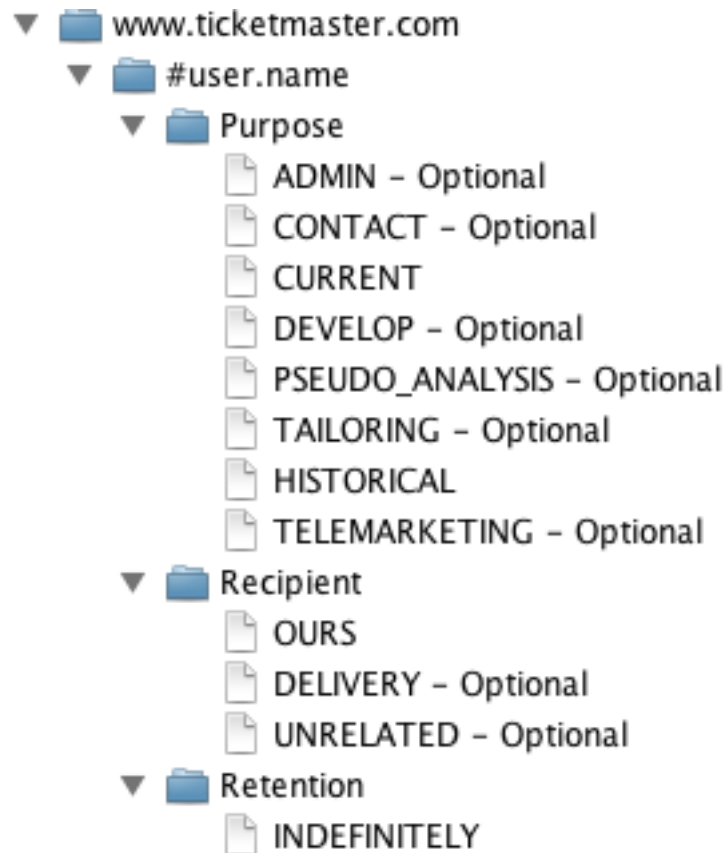 www.ticketmaster.com
#user.name
Purpose
ADMIN – Optional
CONTACT – Optional
CURRENT
DEVELOP – Optional
PSEUDO_ANALYSIS – Optional
TAILORING – Optional
HISTORICAL
TELEMARKETING – Optional
Recipient
OURS
DELIVERY – Optional
UNRELATED – Optional
Retention
INDEFINITELY